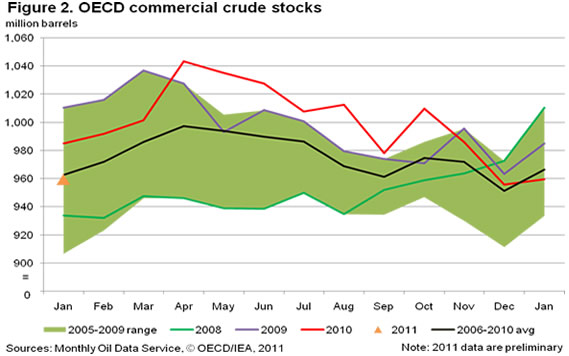 Figure 2. OECD commercial crude stocks
million barrels
1,060
1,040
1,020
1,000
980
960
940
920
900
=
0
Jan Feb Mar Apr May Jun Jul Aug Sep Oct Nov Dec Jan
2005-2009 range 2008 2009 2010 2011 2006-2010 avg
Sources: Monthly Oil Data Service, © OECD/IEA, 2011 Note: 2011 data are preliminary